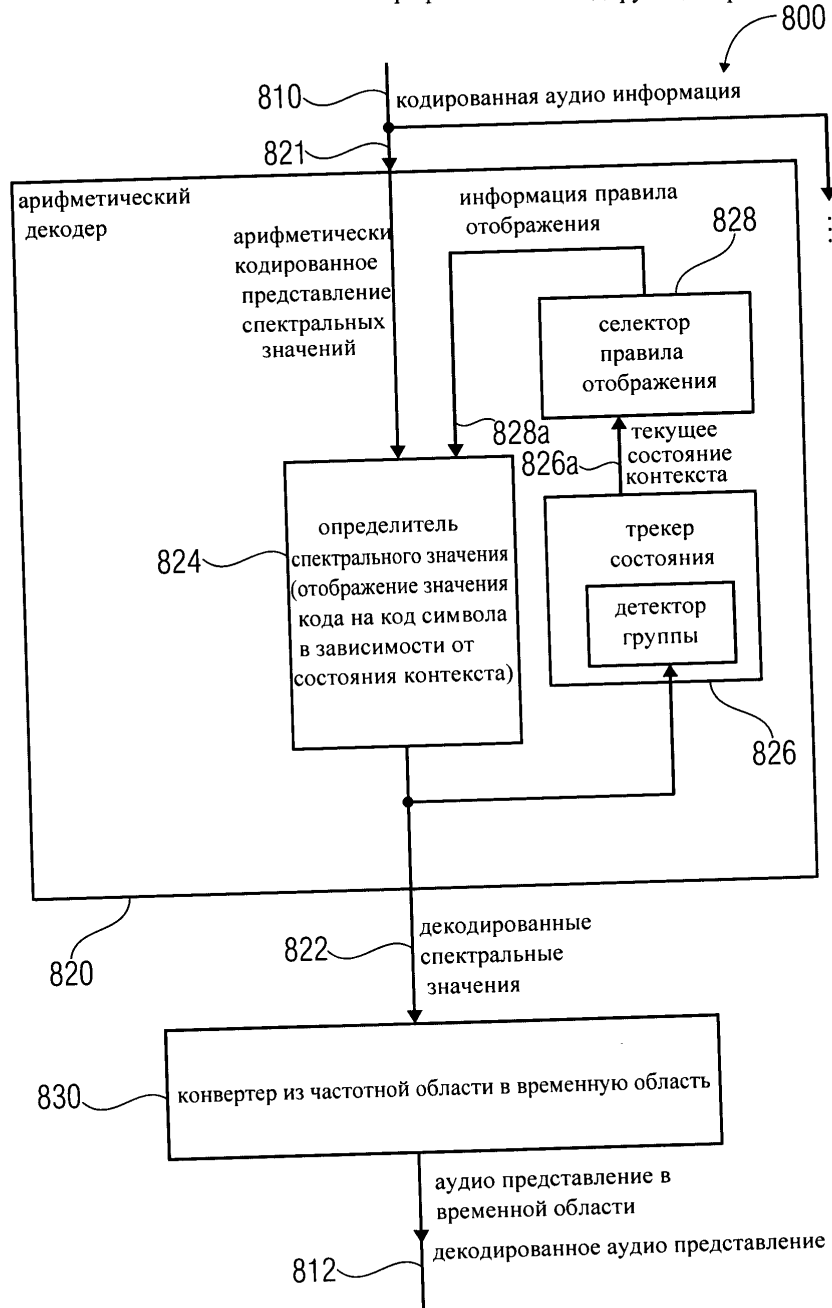 800
810
кодированная аудио информация
821
арифметический
декодер
информация правила
отображения
828
арифметически
кодированное
представление
спектральных
значений
селектор
правила
отображения
828a
текущее
состояние
контекста
826a
824
определитель
спектрального значения
(отображение значения
кода на код символа
в зависимости от
состояния контекста)
трекер
состояния
детектор
группы
826
820
822
декодированные
спектральные
значения
830
конвертер из частотной области в временную область
аудио представление в
временной области
812
декодированное аудио представление